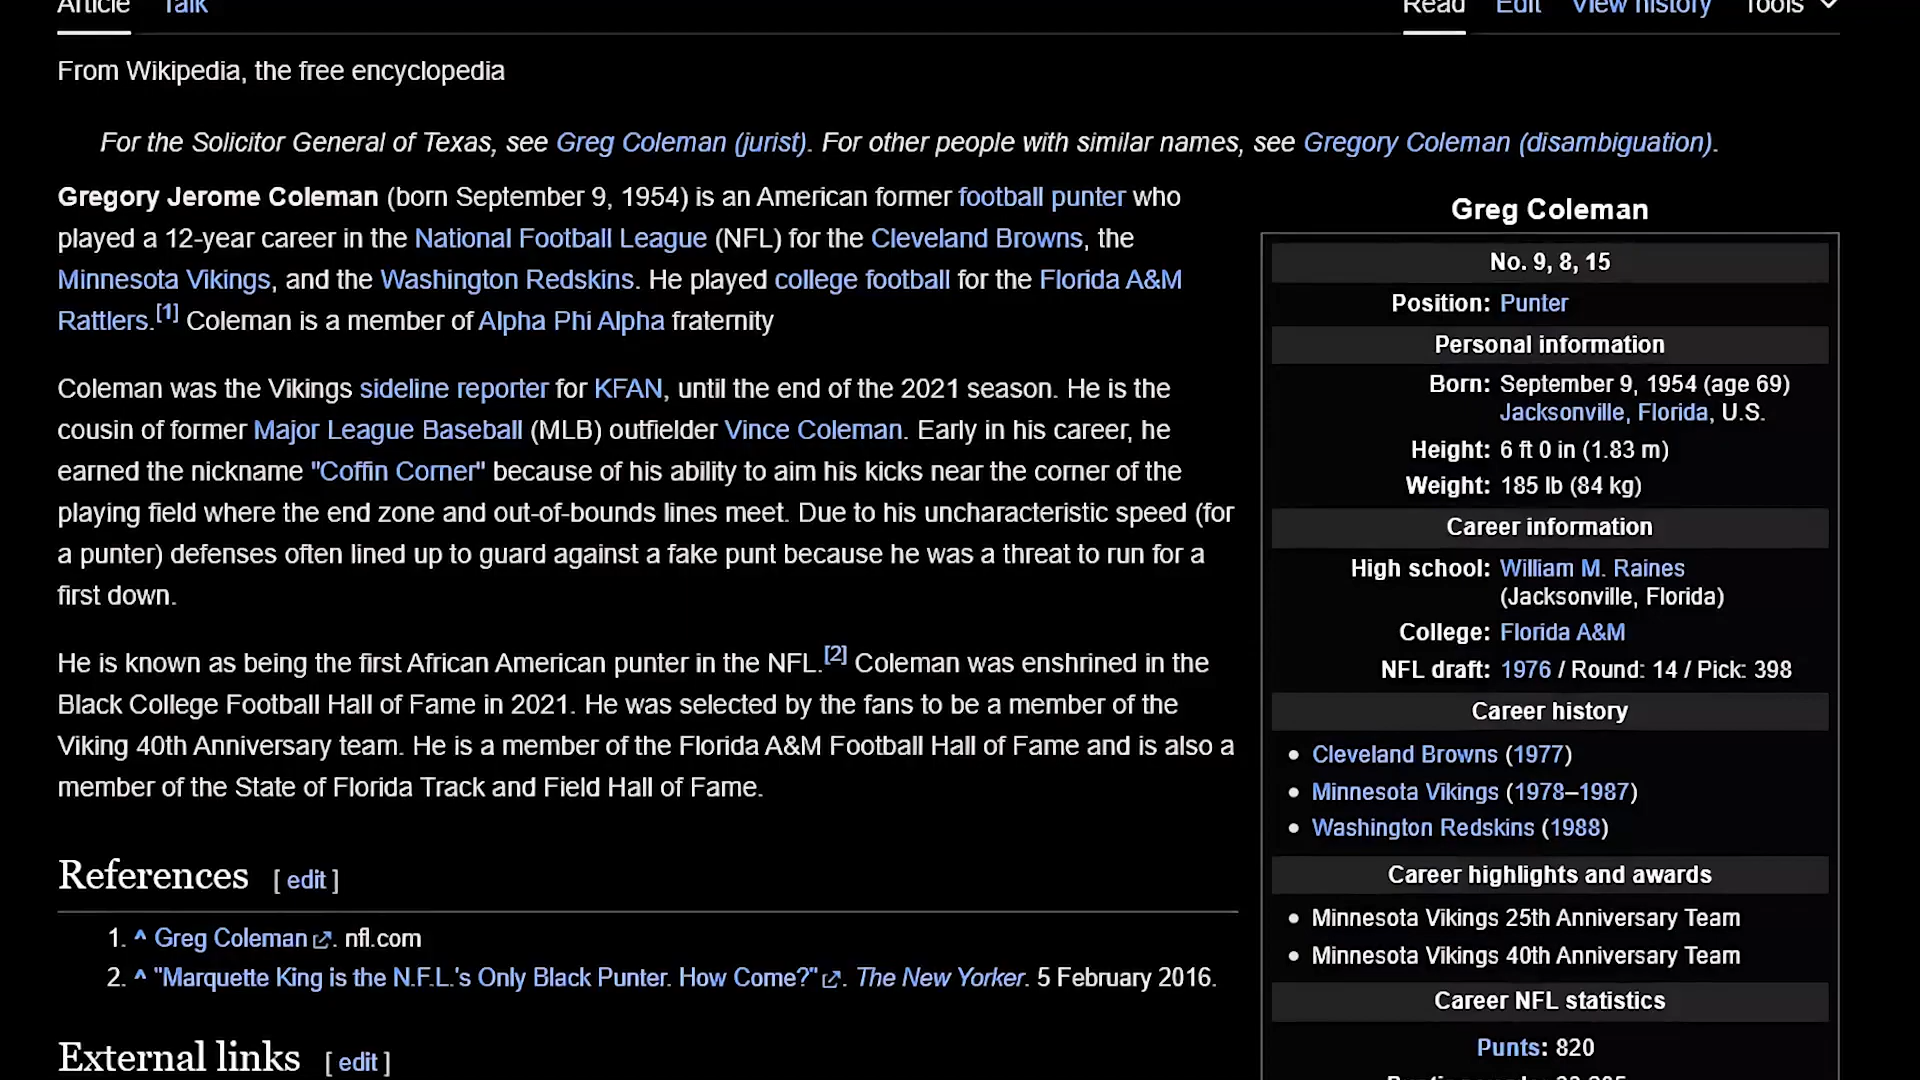 Article Talk Read Edit View history Tools
From Wikipedia, the free encyclopedia
For the Solicitor General of Texas, see Greg Coleman (jurist). For other people with similar names, see Gregory Coleman (disambiguation).
Gregory Jerome Coleman (born September 9, 1954) is an American former football punter who
played a 12-year career in the National Football League (NFL) for the Cleveland Browns, the
Minnesota Vikings, and the Washington Redskins. He played college football for the Florida A&M
Rattlers.[1] Coleman is a member of Alpha Phi Alpha fraternity
Coleman was the Vikings sideline reporter for KFAN, until the end of the 2021 season. He is the
cousin of former Major League Baseball (MLB) outfielder Vince Coleman. Early in his career, he
earned the nickname "Coffin Corner" because of his ability to aim his kicks near the corner of the
playing field where the end zone and out-of-bounds lines meet. Due to his uncharacteristic speed (for
a punter) defenses often lined up to guard against a fake punt because he was a threat to run for a
first down.
He is known as being the first African American punter in the NFL.[2] Coleman was enshrined in the
Black College Football Hall of Fame in 2021. He was selected by the fans to be a member of the
Viking 40th Anniversary team. He is a member of the Florida A&M Football Hall of Fame and is also a
member of the State of Florida Track and Field Hall of Fame.
References [ edit ]
1. ^ Greg Coleman. nfl.com
2. ^ "Marquette King is the N.F.L.'s Only Black Punter. How Come?". The New Yorker. 5 February 2016.
External links [ edit ]
Greg Coleman
No. 9, 8, 15
Position: Punter
Personal information
Born: September 9, 1954 (age 69)
Jacksonville, Florida, U.S.
Height: 6 ft 0 in (1.83 m)
Weight: 185 lb (84 kg)
Career information
High school: William M. Raines
(Jacksonville, Florida)
College: Florida A&M
NFL draft: 1976 / Round: 14 / Pick: 398
Career history
• Cleveland Browns (1977)
• Minnesota Vikings (1978–1987)
• Washington Redskins (1988)
Career highlights and awards
• Minnesota Vikings 25th Anniversary Team
• Minnesota Vikings 40th Anniversary Team
Career NFL statistics
Punts: 820